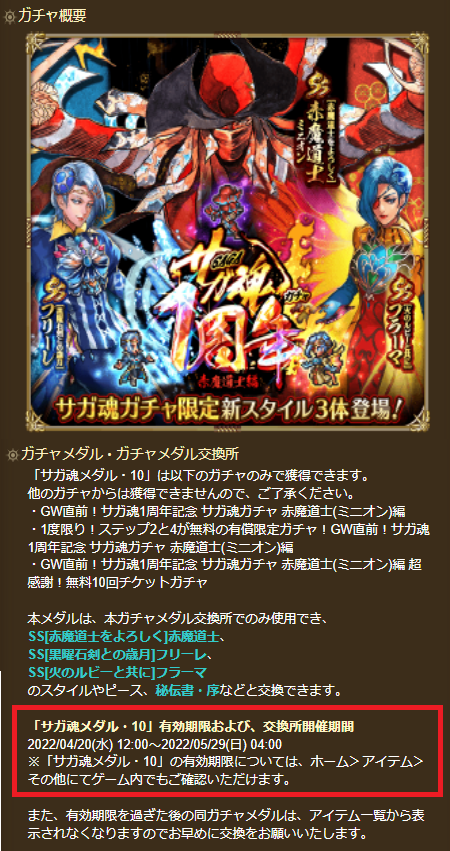 ガチャ概要
[赤魔道士をよろしく]
赤魔道士
ミニオン
SS
SS
[黒曜石剣との歳月]
フリーレ
SS
[火のルビーと共に]
フラーマ
SAGA
サガ魂
1周年
ガチャ
赤魔道士編
サガ魂ガチャ限定新スタイル3体登場!
ガチャメダル・ガチャメダル交換所
「サガ魂メダル・10」は以下のガチャのみで獲得できます。
他のガチャからは獲得できませんので、ご了承ください。
・GW直前!サガ魂1周年記念 サガ魂ガチャ 赤魔道士(ミニオン)編
・1度限り!ステップ2と4が無料の有償限定ガチャ!GW直前!サガ魂
1周年記念 サガ魂ガチャ 赤魔道士(ミニオン)編
・GW直前!サガ魂1周年記念 サガ魂ガチャ 赤魔道士(ミニオン)編 超
感謝!無料10回チケットガチャ
本メダルは、本ガチャメダル交換所でのみ使用でき、
SS[赤魔道士をよろしく]赤魔道士、
SS[黒曜石剣との歳月]フリーレ、
SS[火のルビーと共に]フラーマ
のスタイルやピース、秘伝書・序などと交換できます。
「サガ魂メダル・10」有効期限および、交換所開催期間
2022/04/20(水) 12:00～2022/05/29(日) 04:00
※「サガ魂メダル・10」の有効期限については、ホーム＞アイテム＞
その他にてゲーム内でもご確認いただけます。
また、有効期限を過ぎた後の同ガチャメダルは、アイテム一覧から表
示されなくなりますのでお早めに交換をお願いいたします。